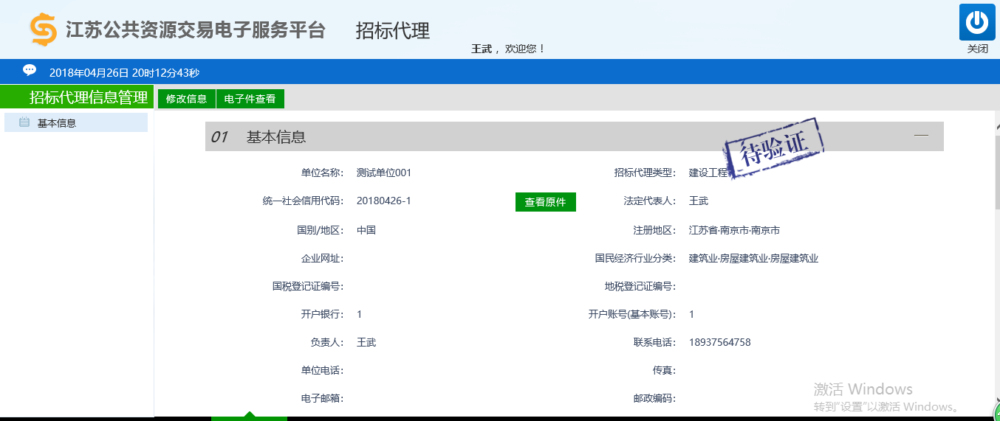 江苏公共资源交易电子服务平台 招标代理
王武 ，欢迎您！
关闭
2018年04月26日 20时12分43秒
招标代理信息管理
修改信息 电子件查看
基本信息
01 基本信息
待验证
单位名称： 测试单位001 招标代理类型： 建设工程
统一社会信用代码： 20180426-1 查看原件 法定代表人： 王武
国别/地区： 中国 注册地区： 江苏省·南京市·南京市
企业网址： 国民经济行业分类： 建筑业·房屋建筑业·房屋建筑业
国税登记证编号： 地税登记证编号：
开户银行： 1 开户账号(基本账号)： 1
负责人： 王武 联系电话： 18937564758
单位电话： 传真：
电子邮箱： 邮政编码：
激活 Windows
转到"设置"以激活 Windows。